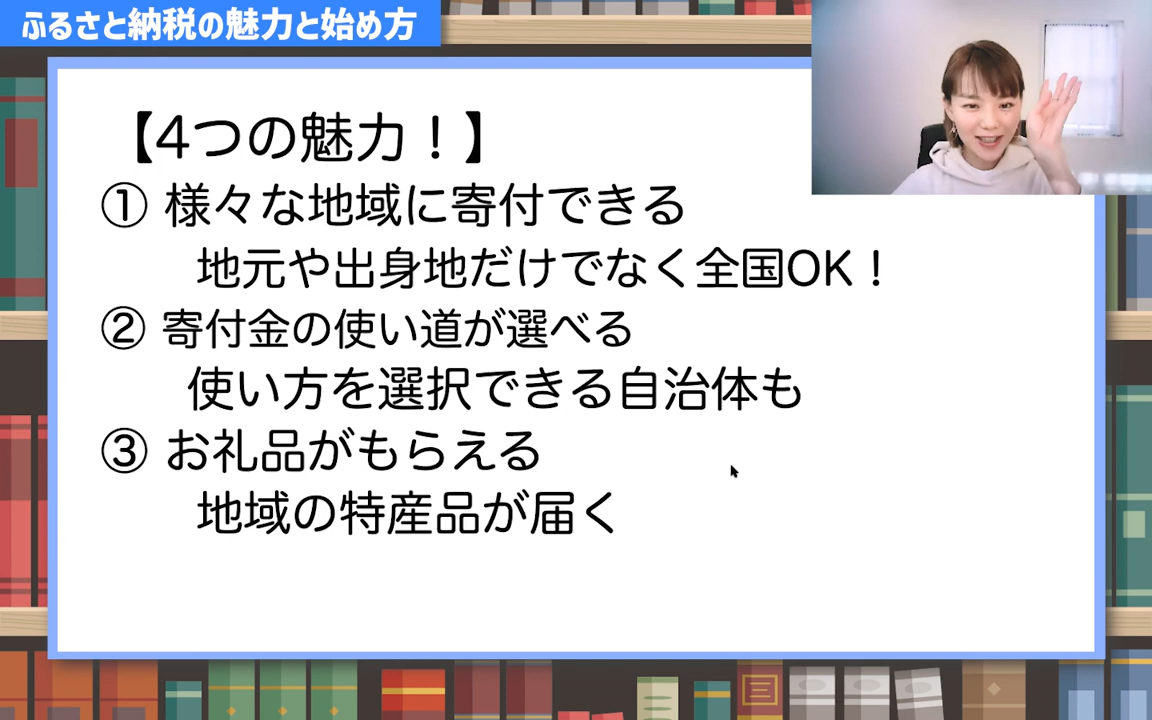 ふるさと納税の魅力と始め方
【4つの魅力！】
① 様々な地域に寄付できる
地元や出身地だけでなく全国OK！
② 寄付金の使い道が選べる
使い方を選択できる自治体も
③ お礼品がもらえる
地域の特産品が届く